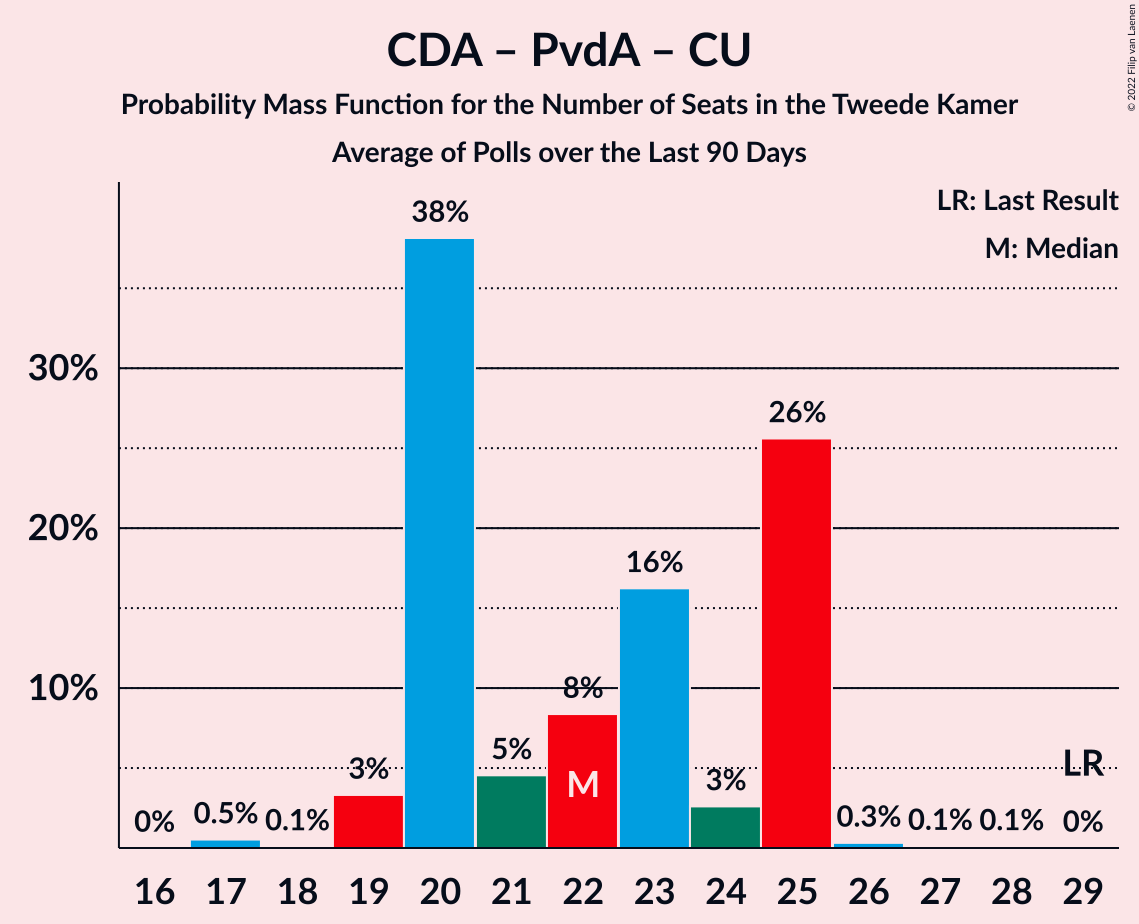 CDA – PvdA – CU
Probability Mass Function for the Number of Seats in the Tweede Kamer
Average of Polls over the Last 90 Days
© 2022 Filip van Laenen
LR: Last Result
M: Median
30%
20%
10%
0%
0.5%
0.1%
3%
38%
5%
8%
M
16%
3%
26%
0.3%
0.1%
0.1%
LR
0%
16 17 18 19 20 21 22 23 24 25 26 27 28 29